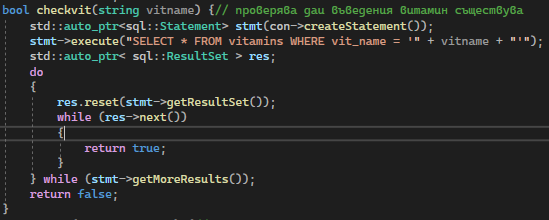 bool checkvit(string vitname) {// проверява дали въведения витамин съществува
    std::auto_ptr<sql::Statement> stmt(con->createStatement());
    stmt->execute("SELECT * FROM vitamins WHERE vit_name = '" + vitname + "'");
    std::auto_ptr< sql::ResultSet > res;
    do
    {
        res.reset(stmt->getResultSet());
        while (res->next())
        {
            return true;
        }
    } while (stmt->getMoreResults());
    return false;
}